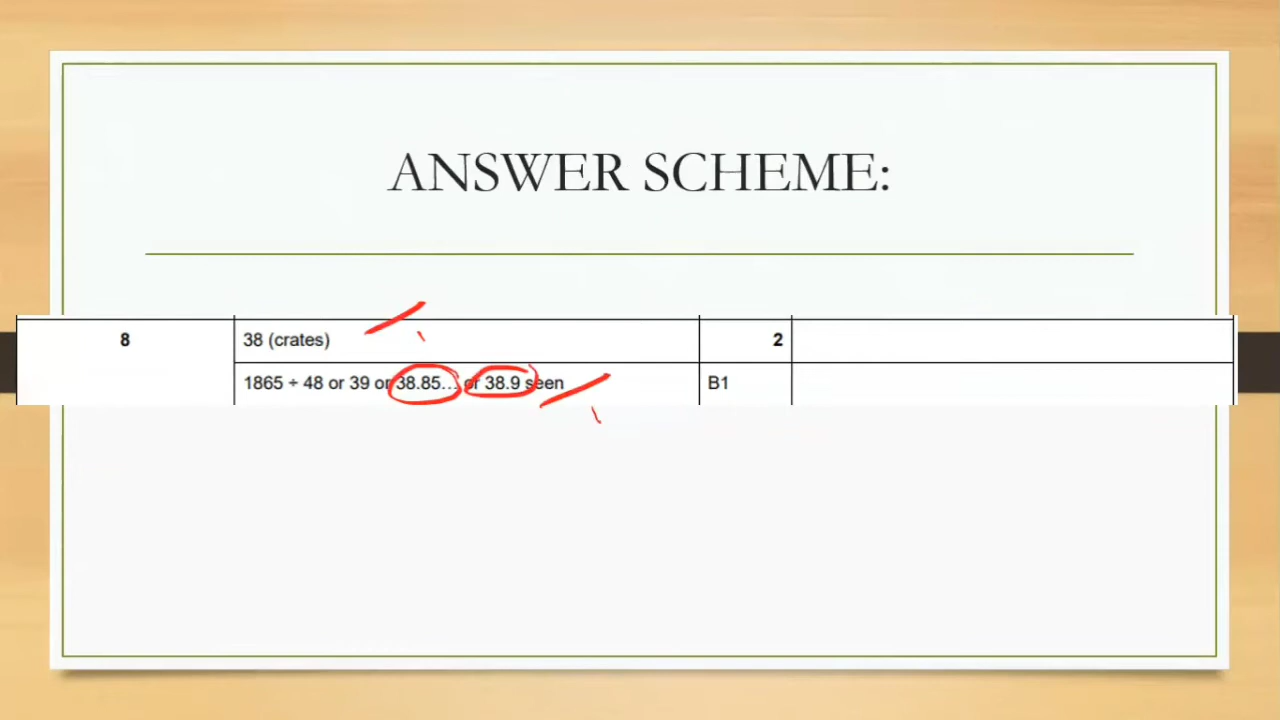 ANSWER SCHEME:
8 38 (crates) 2
1865 ÷ 48 or 39 or 38.85... or 38.9 seen B1